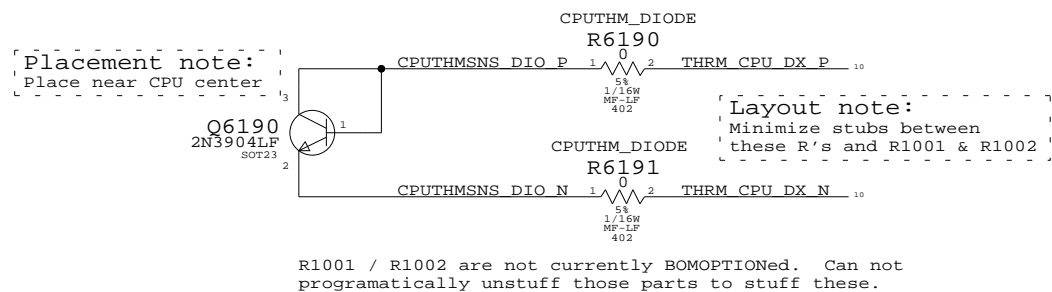 CPUTHM_DIODE
R6190
0
Placement note:
Place near CPU center
CPUTHMSNS_DIO_P
1
2
THRM_CPU_DX_P
10
5%
1/16W
MF-LF
402
3
Q6190
2N3904LF
SOT23
1
2
Layout note:
Minimize stubs between
these R's and R1001 & R1002
CPUTHM_DIODE
R6191
0
CPUTHMSNS_DIO_N
1
2
THRM_CPU_DX_N
10
5%
1/16W
MF-LF
402
R1001 / R1002 are not currently BOMOPTIONed.  Can not
programatically unstuff those parts to stuff these.